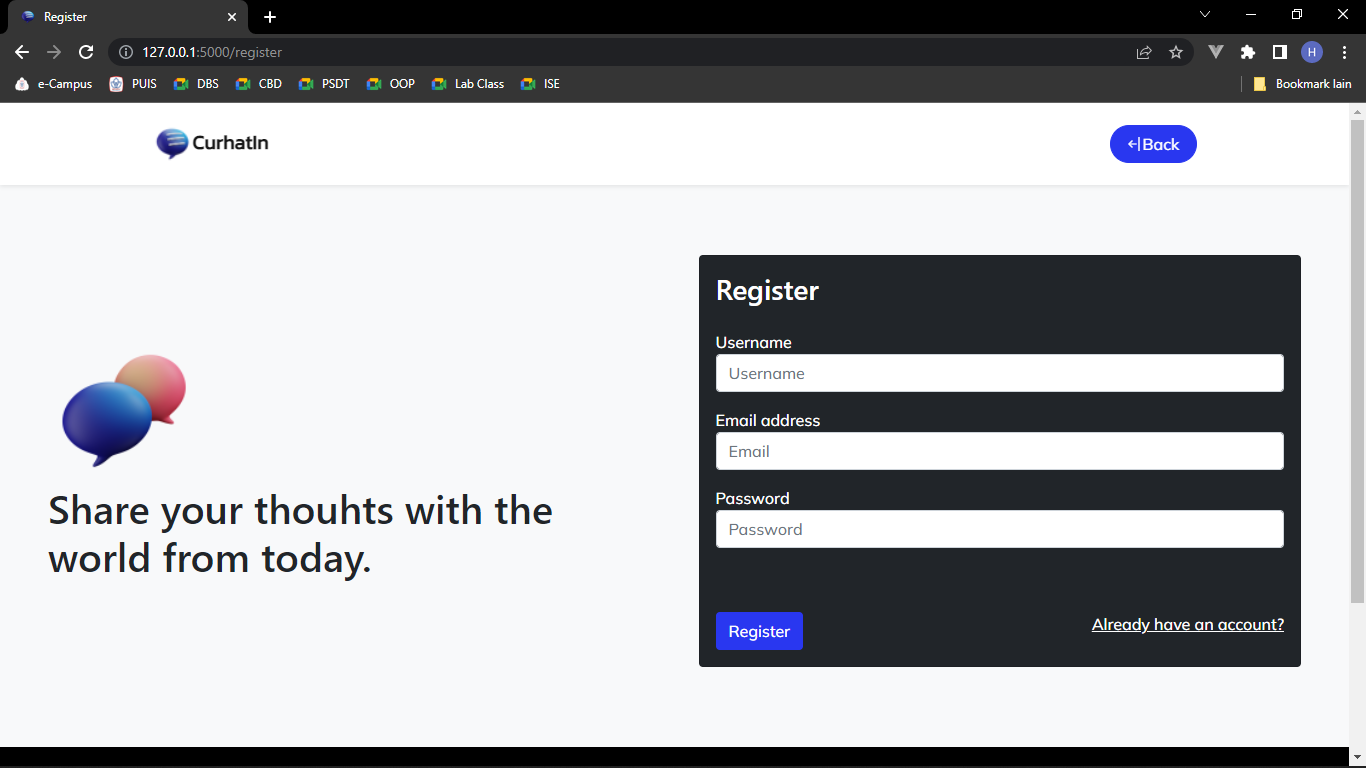 Register
127.0.0.1:5000/register
H
e-Campus PUIS DBS CBD PSDT OOP Lab Class ISE Bookmark lain
CurhatIn
Back
Register
Username
Username
Email address
Email
Password
Password
Register
Already have an account?
Share your thouhts with the
world from today.